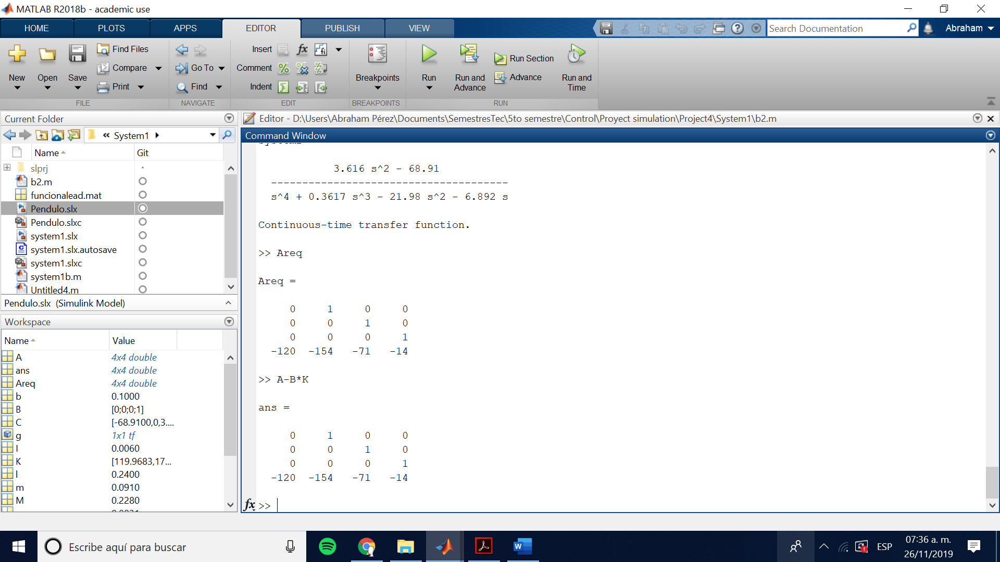 MATLAB R2018b - academic use
HOME PLOTS APPS EDITOR PUBLISH VIEW
Search Documentation
Abraham
New
Open
Save
Find Files
Compare
Print
FILE
Go To
Find
NAVIGATE
Insert
fx
fi
Comment
Indent
EDIT
Breakpoints
BREAKPOINTS
Run
Run and
Advance
Run Section
Advance
Run and
Time
RUN
Current Folder
« System1
Name
Git
slprj
b2.m
funcionalead.mat
Pendulo.slx
Pendulo.slxc
system1.slx
system1.slx.autosave
system1.slxc
system1b.m
Untitled4.m
Pendulo.slx (Simulink Model)
Workspace
Name Value
A 4x4 double
ans 4x4 double
Areq 4x4 double
b 0.1000
B [0;0;0;1]
C [-68.9100,0,3....
g 1x1 tf
I 0.0060
K [119.9683,17...
l 0.2400
m 0.0910
M 0.2280
Editor - D:\Users\Abraham Pérez\Documents\SemestresTec\5to semestre\Control\Proyect simulation\Project4\System1\b2.m
Command Window
3.616 s^2 - 68.91
-------------------------------------
s^4 + 0.3617 s^3 - 21.98 s^2 - 6.892 s
Continuous-time transfer function.
>> Areq
Areq =
0 1 0 0
0 0 1 0
0 0 0 1
-120 -154 -71 -14
>> A-B*K
ans =
0 1 0 0
0 0 1 0
0 0 0 1
-120 -154 -71 -14
fx >>
Escribe aquí para buscar
ESP
07:36 a. m.
26/11/2019